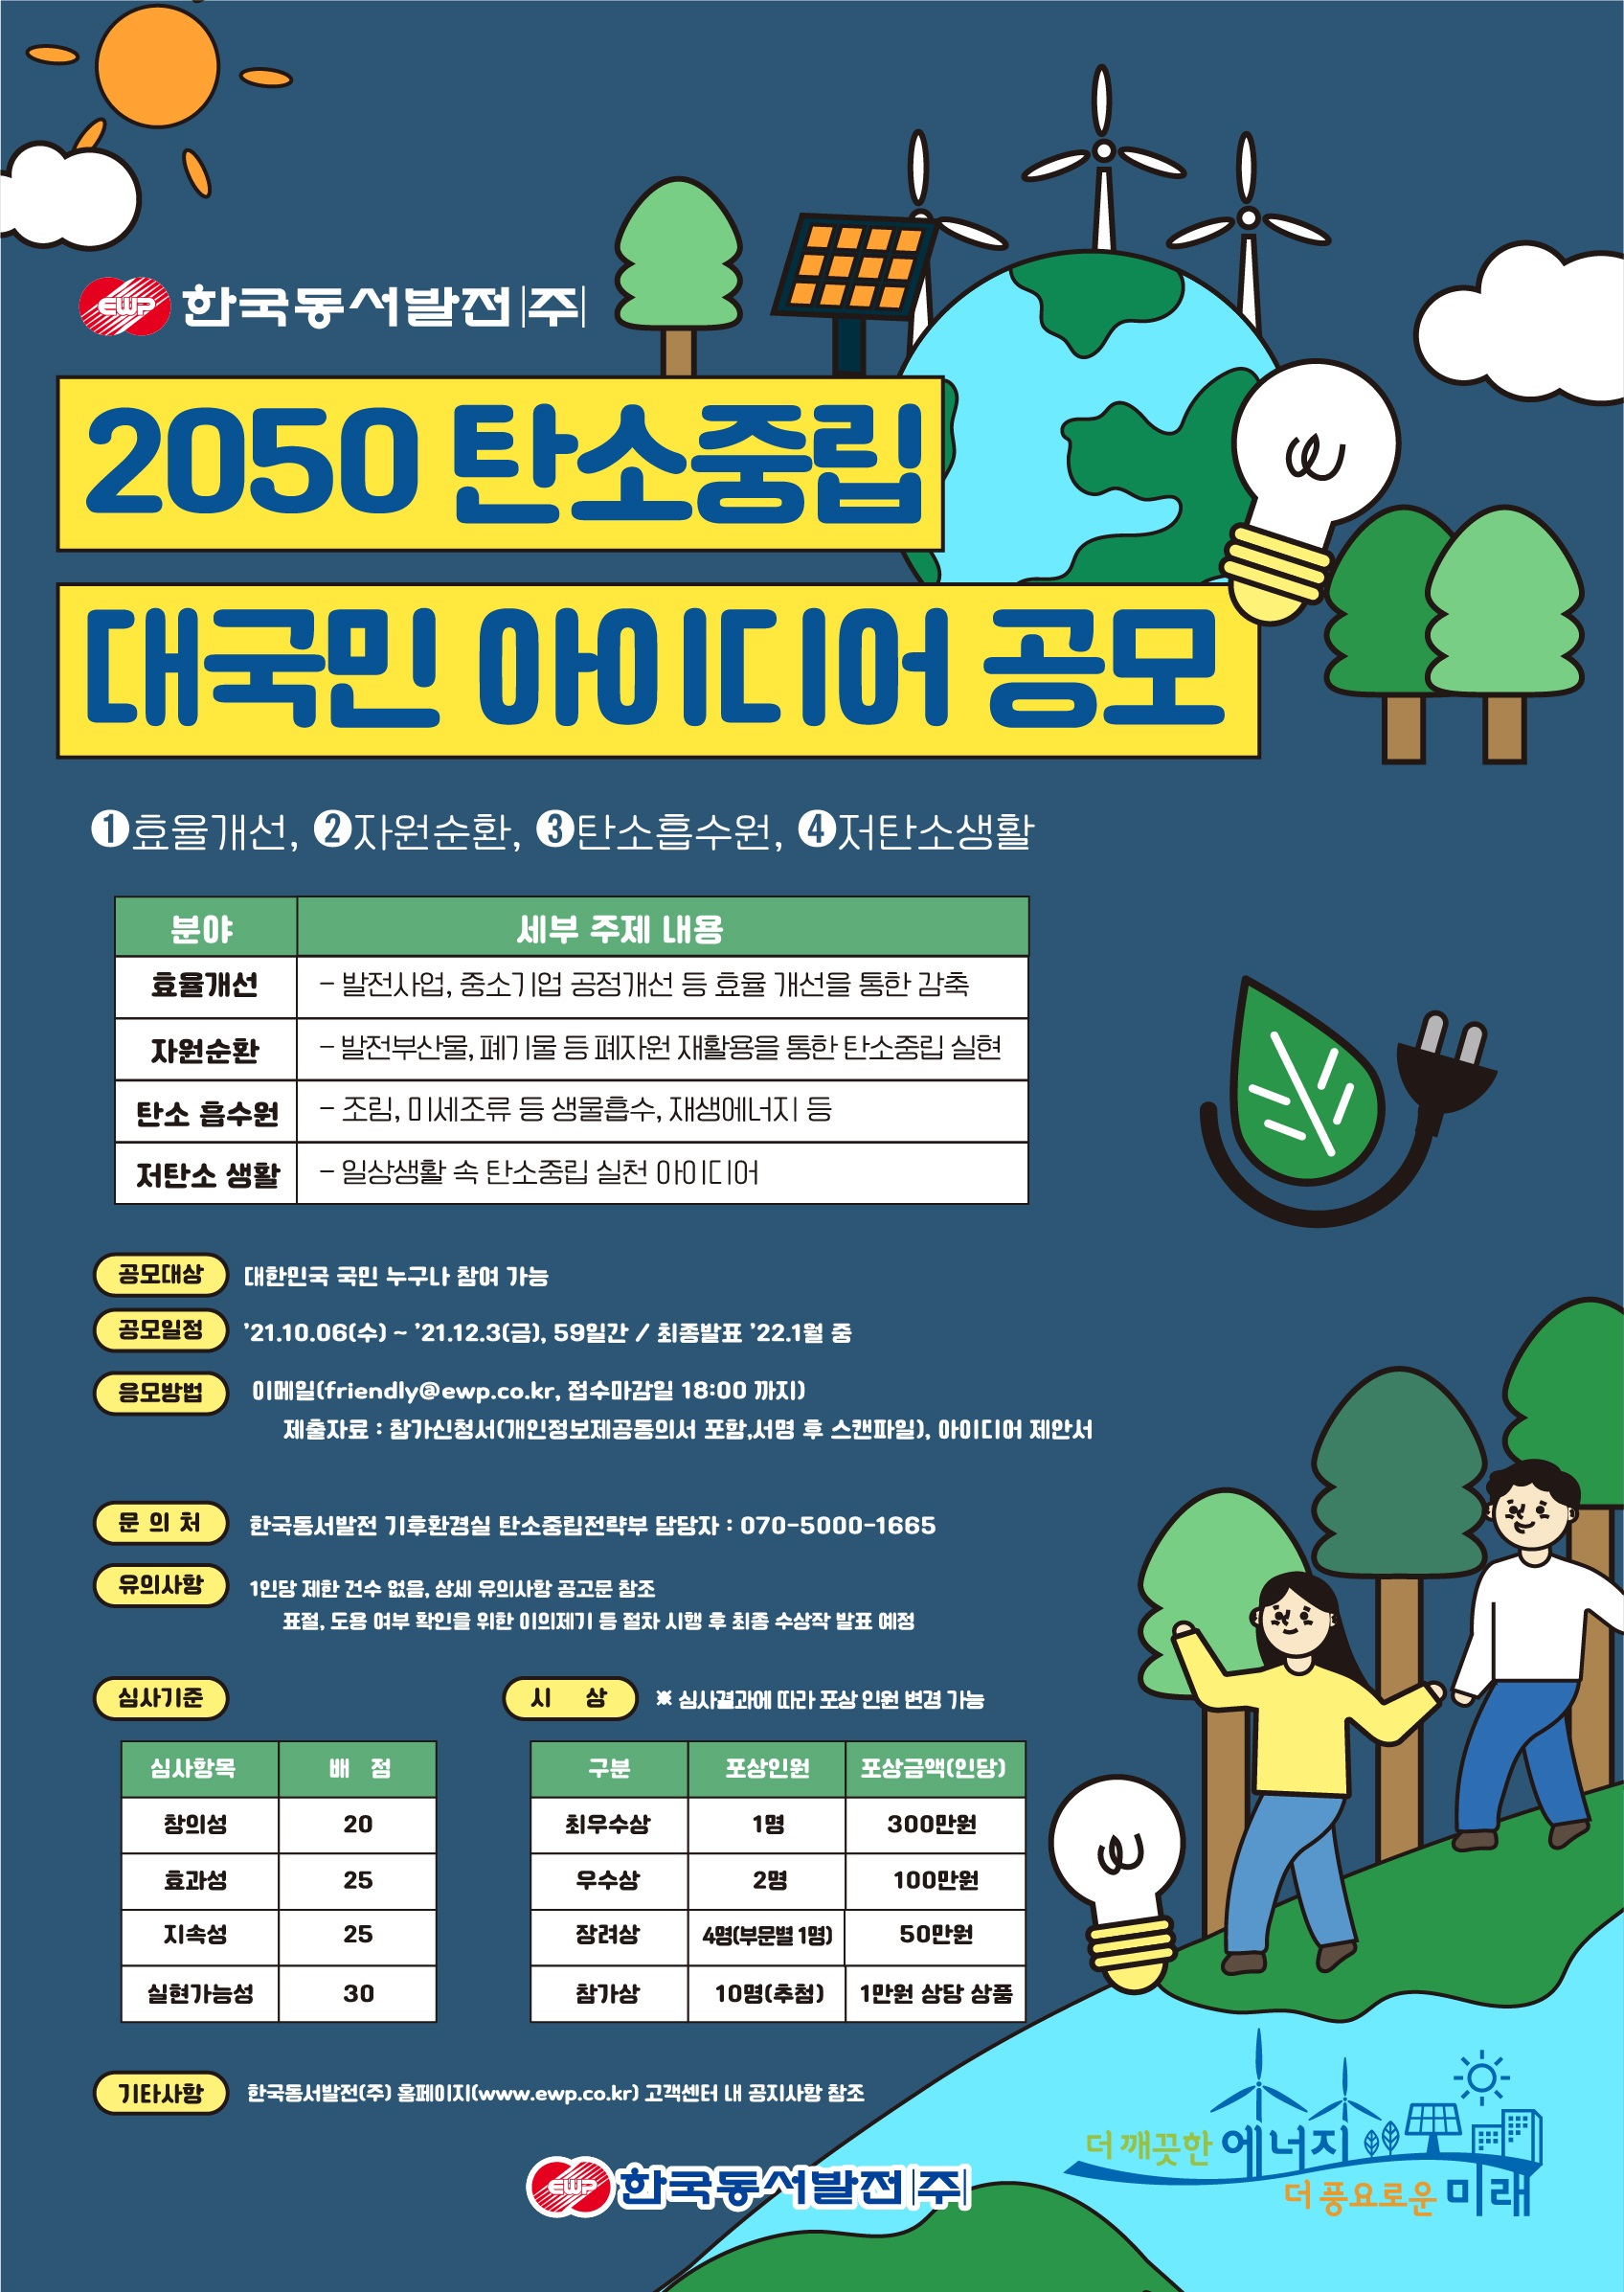 EWP 한국동서발전(주)
2050 탄소중립
대국민 아이디어 공모
❶효율개선, ❷자원순환, ❸탄소흡수원, ❹저탄소생활
분야 세부 주제 내용
효율개선 - 발전사업, 중소기업 공정개선 등 효율 개선을 통한 감축
자원순환 - 발전부산물, 폐기물 등 폐자원 재활용을 통한 탄소중립 실현
탄소 흡수원 - 조림, 미세조류 등 생물흡수, 재생에너지 등
저탄소 생활 - 일상생활 속 탄소중립 실천 아이디어
공모대상 대한민국 국민 누구나 참여 가능
공모일정 ’21.10.06(수) ~ ’21.12.3(금), 59일간 / 최종발표 ’22.1월 중
응모방법 이메일(friendly@ewp.co.kr, 접수마감일 18:00 까지)
제출자료 : 참가신청서(개인정보제공동의서 포함,서명 후 스캔파일), 아이디어 제안서
문 의 처 한국동서발전 기후환경실 탄소중립전략부 담당자 : 070-5000-1665
유의사항 1인당 제한 건수 없음, 상세 유의사항 공고문 참조
표절, 도용 여부 확인을 위한 이의제기 등 절차 시행 후 최종 수상작 발표 예정
심사기준
심사항목 배 점
창의성 20
효과성 25
지속성 25
실현가능성 30
시 상 ※ 심사결과에 따라 포상 인원 변경 가능
구분 포상인원 포상금액(인당)
최우수상 1명 300만원
우수상 2명 100만원
장려상 4명(부문별 1명) 50만원
참가상 10명(추첨) 1만원 상당 상품
기타사항 한국동서발전(주) 홈페이지(www.ewp.co.kr) 고객센터 내 공지사항 참조
EWP 한국동서발전(주)
더 깨끗한 에너지
더 풍요로운 미래